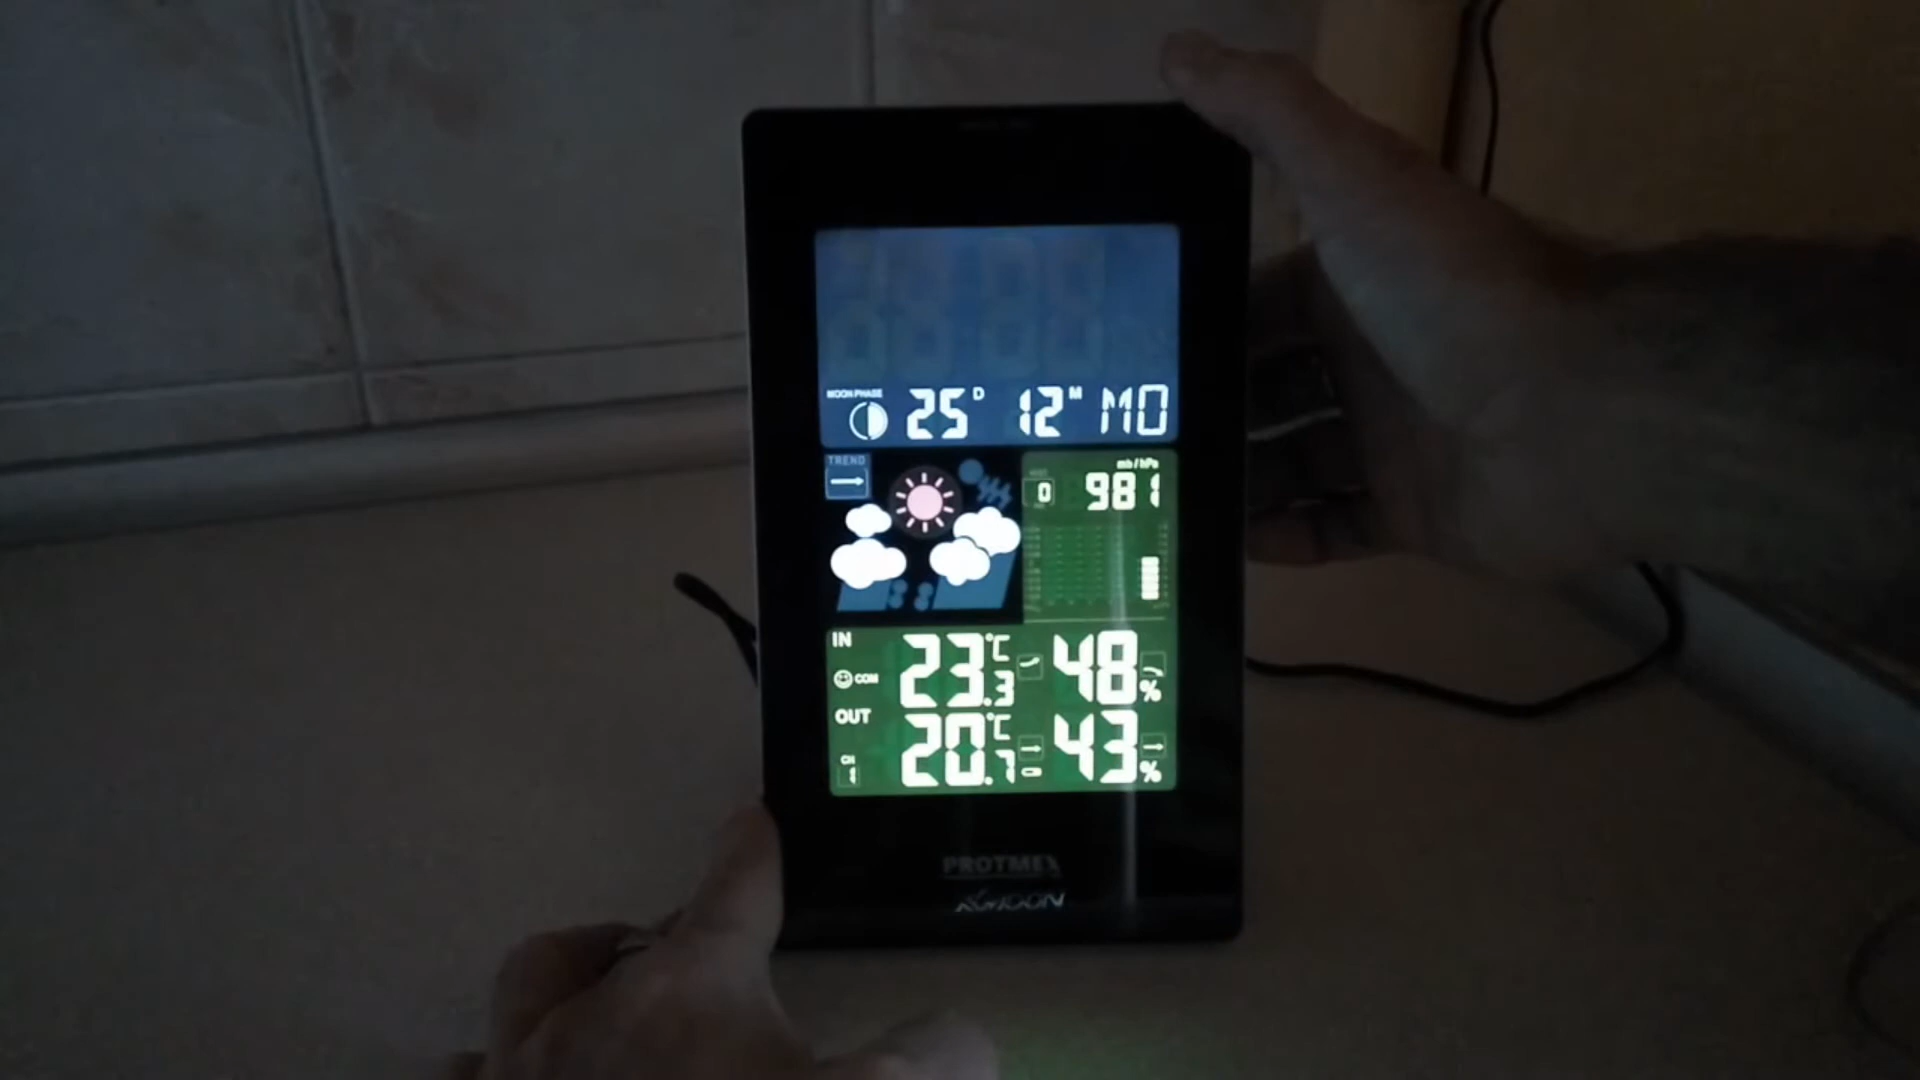 MOON PHASE 25 D 12 M MO
TREND
mb/hPa
0 981
IN 23.3 °C 48 %
COM
OUT 20.7 °C 43 %
CH 1
PROTMEX